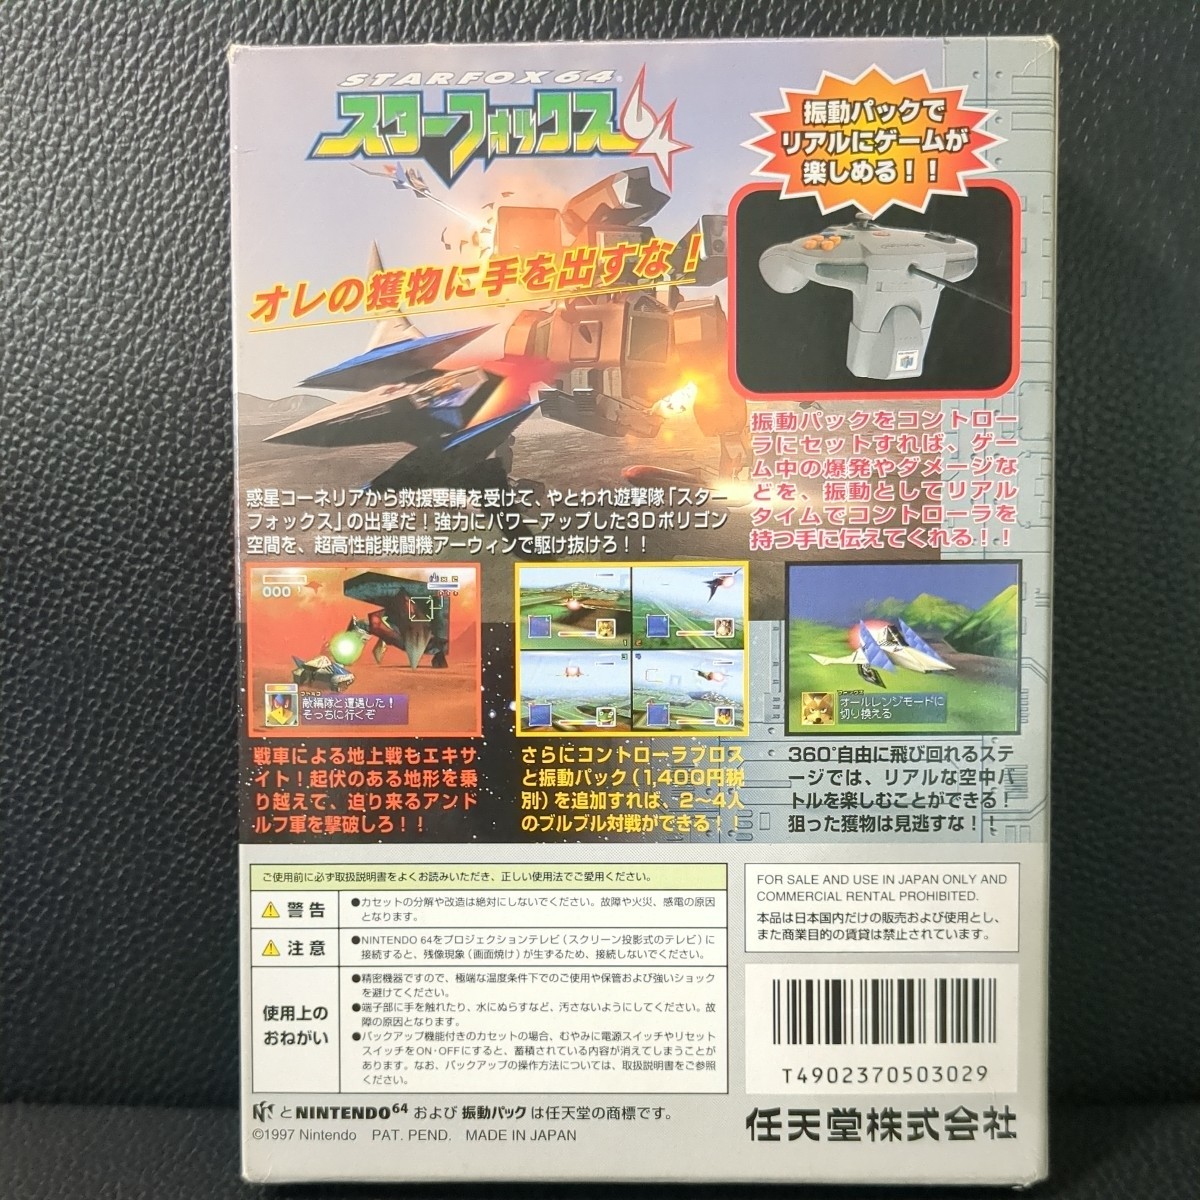 STARFOX 64
スターフォックス64
オレの獲物に手を出すな！
振動パックで
リアルにゲームが
楽しめる！！
振動パックをコントロー
ラにセットすれば、ゲー
ム中の爆発やダメージな
どを、振動としてリアル
タイムでコントローラを
持つ手に伝えてくれる！！
惑星コーネリアから救援要請を受けて、やとわれ遊撃隊「スター
フォックス」の出撃だ！強力にパワーアップした3Dポリゴン
空間を、超高性能戦闘機アーウィンで駆け抜けろ！！
000
ファルコ
敵編隊と遭遇した！
そっちに行くぞ
フォックス
オールレンジモードに
切り換える
戦車による地上戦もエキサ
イト！起伏のある地形を乗
り越えて、迫り来るアンド
ルフ軍を撃破しろ！！
さらにコントローラブロス
と振動パック（1,400円税
別）を追加すれば、2〜4人
のブルブル対戦ができる！！
360°自由に飛び回れるステ
ージでは、リアルな空中バ
トルを楽しむことができる！
狙った獲物は見逃すな！！
ご使用前に必ず取扱説明書をよくお読みいただき、正しい使用法でご愛用ください。
警告
●カセットの分解や改造は絶対にしないでください。故障や火災、感電の原因
となります。
注意
●NINTENDO 64をプロジェクションテレビ（スクリーン投影式のテレビ）に
接続すると、残像現象（画面焼け）が生ずるため、接続しないでください。
使用上の
おねがい
●精密機器ですので、極端な温度条件下でのご使用や保管および強いショック
を避けてください。
●端子部に手を触れたり、水にぬらすなど、汚さないようにしてください。故
障の原因となります。
●バックアップ機能付きのカセットの場合、むやみに電源スイッチやリセット
スイッチをON・OFFにすると、蓄積されている内容が消えてしまうことが
あります。なお、バックアップの操作方法については、取扱説明書をご参照
ください。
FOR SALE AND USE IN JAPAN ONLY AND
COMMERCIAL RENTAL PROHIBITED.
本品は日本国内だけの販売および使用とし、
また商業目的の賃貸は禁止されています。
T4902370503029
と NINTENDO64 および 振動パック は任天堂の商標です。
©1997 Nintendo PAT. PEND. MADE IN JAPAN
任天堂株式会社